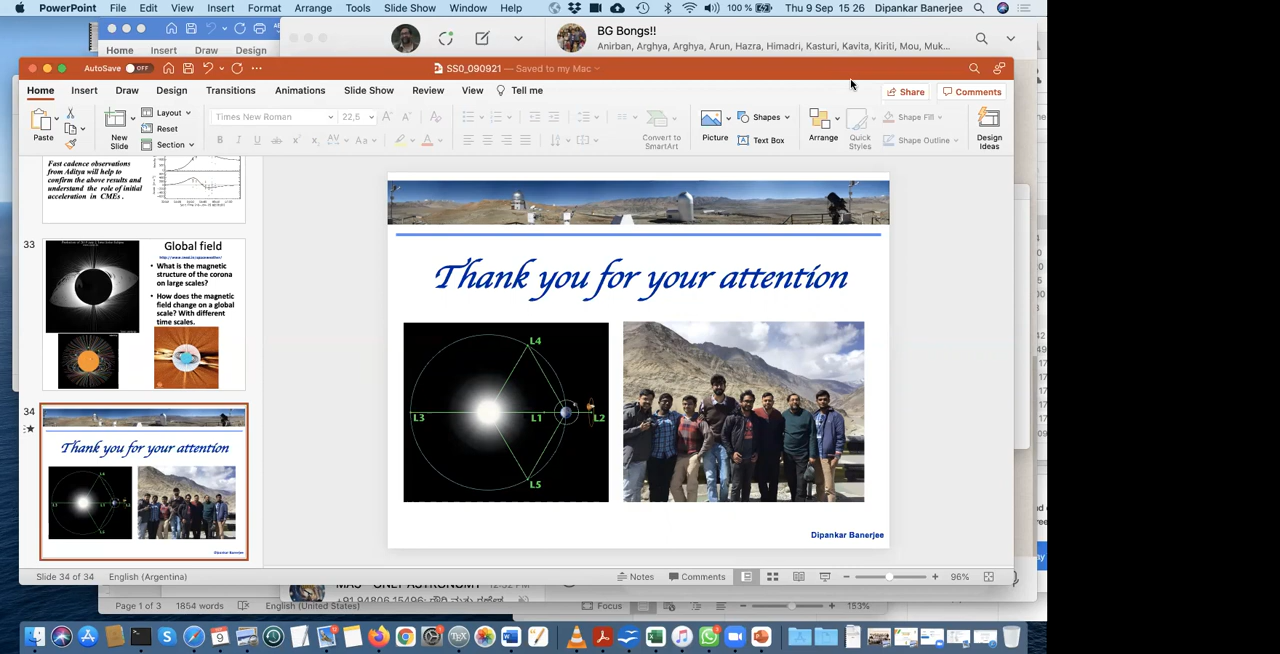 PowerPoint File Edit View Insert Format Arrange Tools Slide Show Window Help 100 % Thu 9 Sep 15 26 Dipankar Banerjee
BG Bongs!!
Anirban, Arghya, Arghya, Arun, Hazra, Himadri, Kasturi, Kavita, Kiriti, Mou, Muk...
Home Insert Draw Design
AutoSave OFF
SS0_090921 — Saved to my Mac
Home Insert Draw Design Transitions Animations Slide Show Review View Tell me Share Comments
Paste
New Slide
Layout
Reset
Section
Times New Roman 22,5
Convert to SmartArt
Picture
Shapes
Text Box
Arrange
Quick Styles
Shape Fill
Shape Outline
Design Ideas
Fast cadence observations
from Aditya will help to
confirm the above results and
understand the role of initial
acceleration in CMEs .
33
Global field
• What is the magnetic
structure of the corona
on large scales?
• How does the magnetic
field change on a global
scale? With different
time scales.
34
Thank you for your attention
Dipankar Banerjee
Thank you for your attention
L4
L3 L1 L2
L5
Dipankar Banerjee
Slide 34 of 34 English (Argentina) Notes Comments 96%
Page 1 of 3 1854 words English (United States) Focus 153%